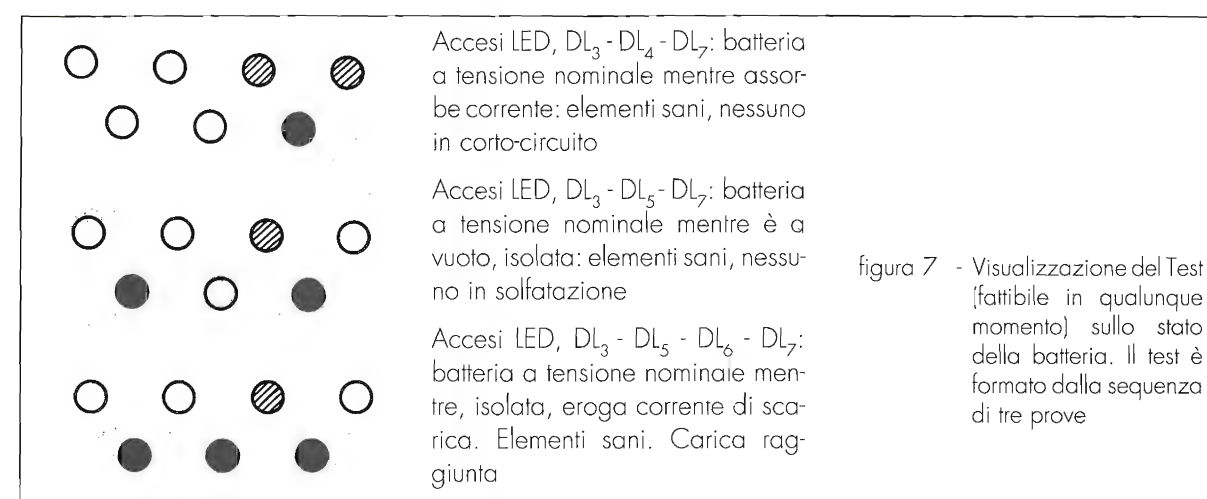 Accesi LED, DL₃ - DL₄ - DL₇: batteria
a tensione nominale mentre assor-
be corrente: elementi sani, nessuno
in corto-circuito
Accesi LED, DL₃ - DL₅ - DL₇: batteria
a tensione nominale mentre è a
vuoto, isolata: elementi sani, nessu-
no in solfatazione
Accesi LED, DL₃ - DL₅ - DL₆ - DL₇:
batteria a tensione nominale men-
tre, isolata, eroga corrente di sca-
rica. Elementi sani. Carica rag-
giunta
figura 7 - Visualizzazione del Test
(fattibile in qualunque
momento) sullo stato
della batteria. Il test è
formato dalla sequenza
di tre prove